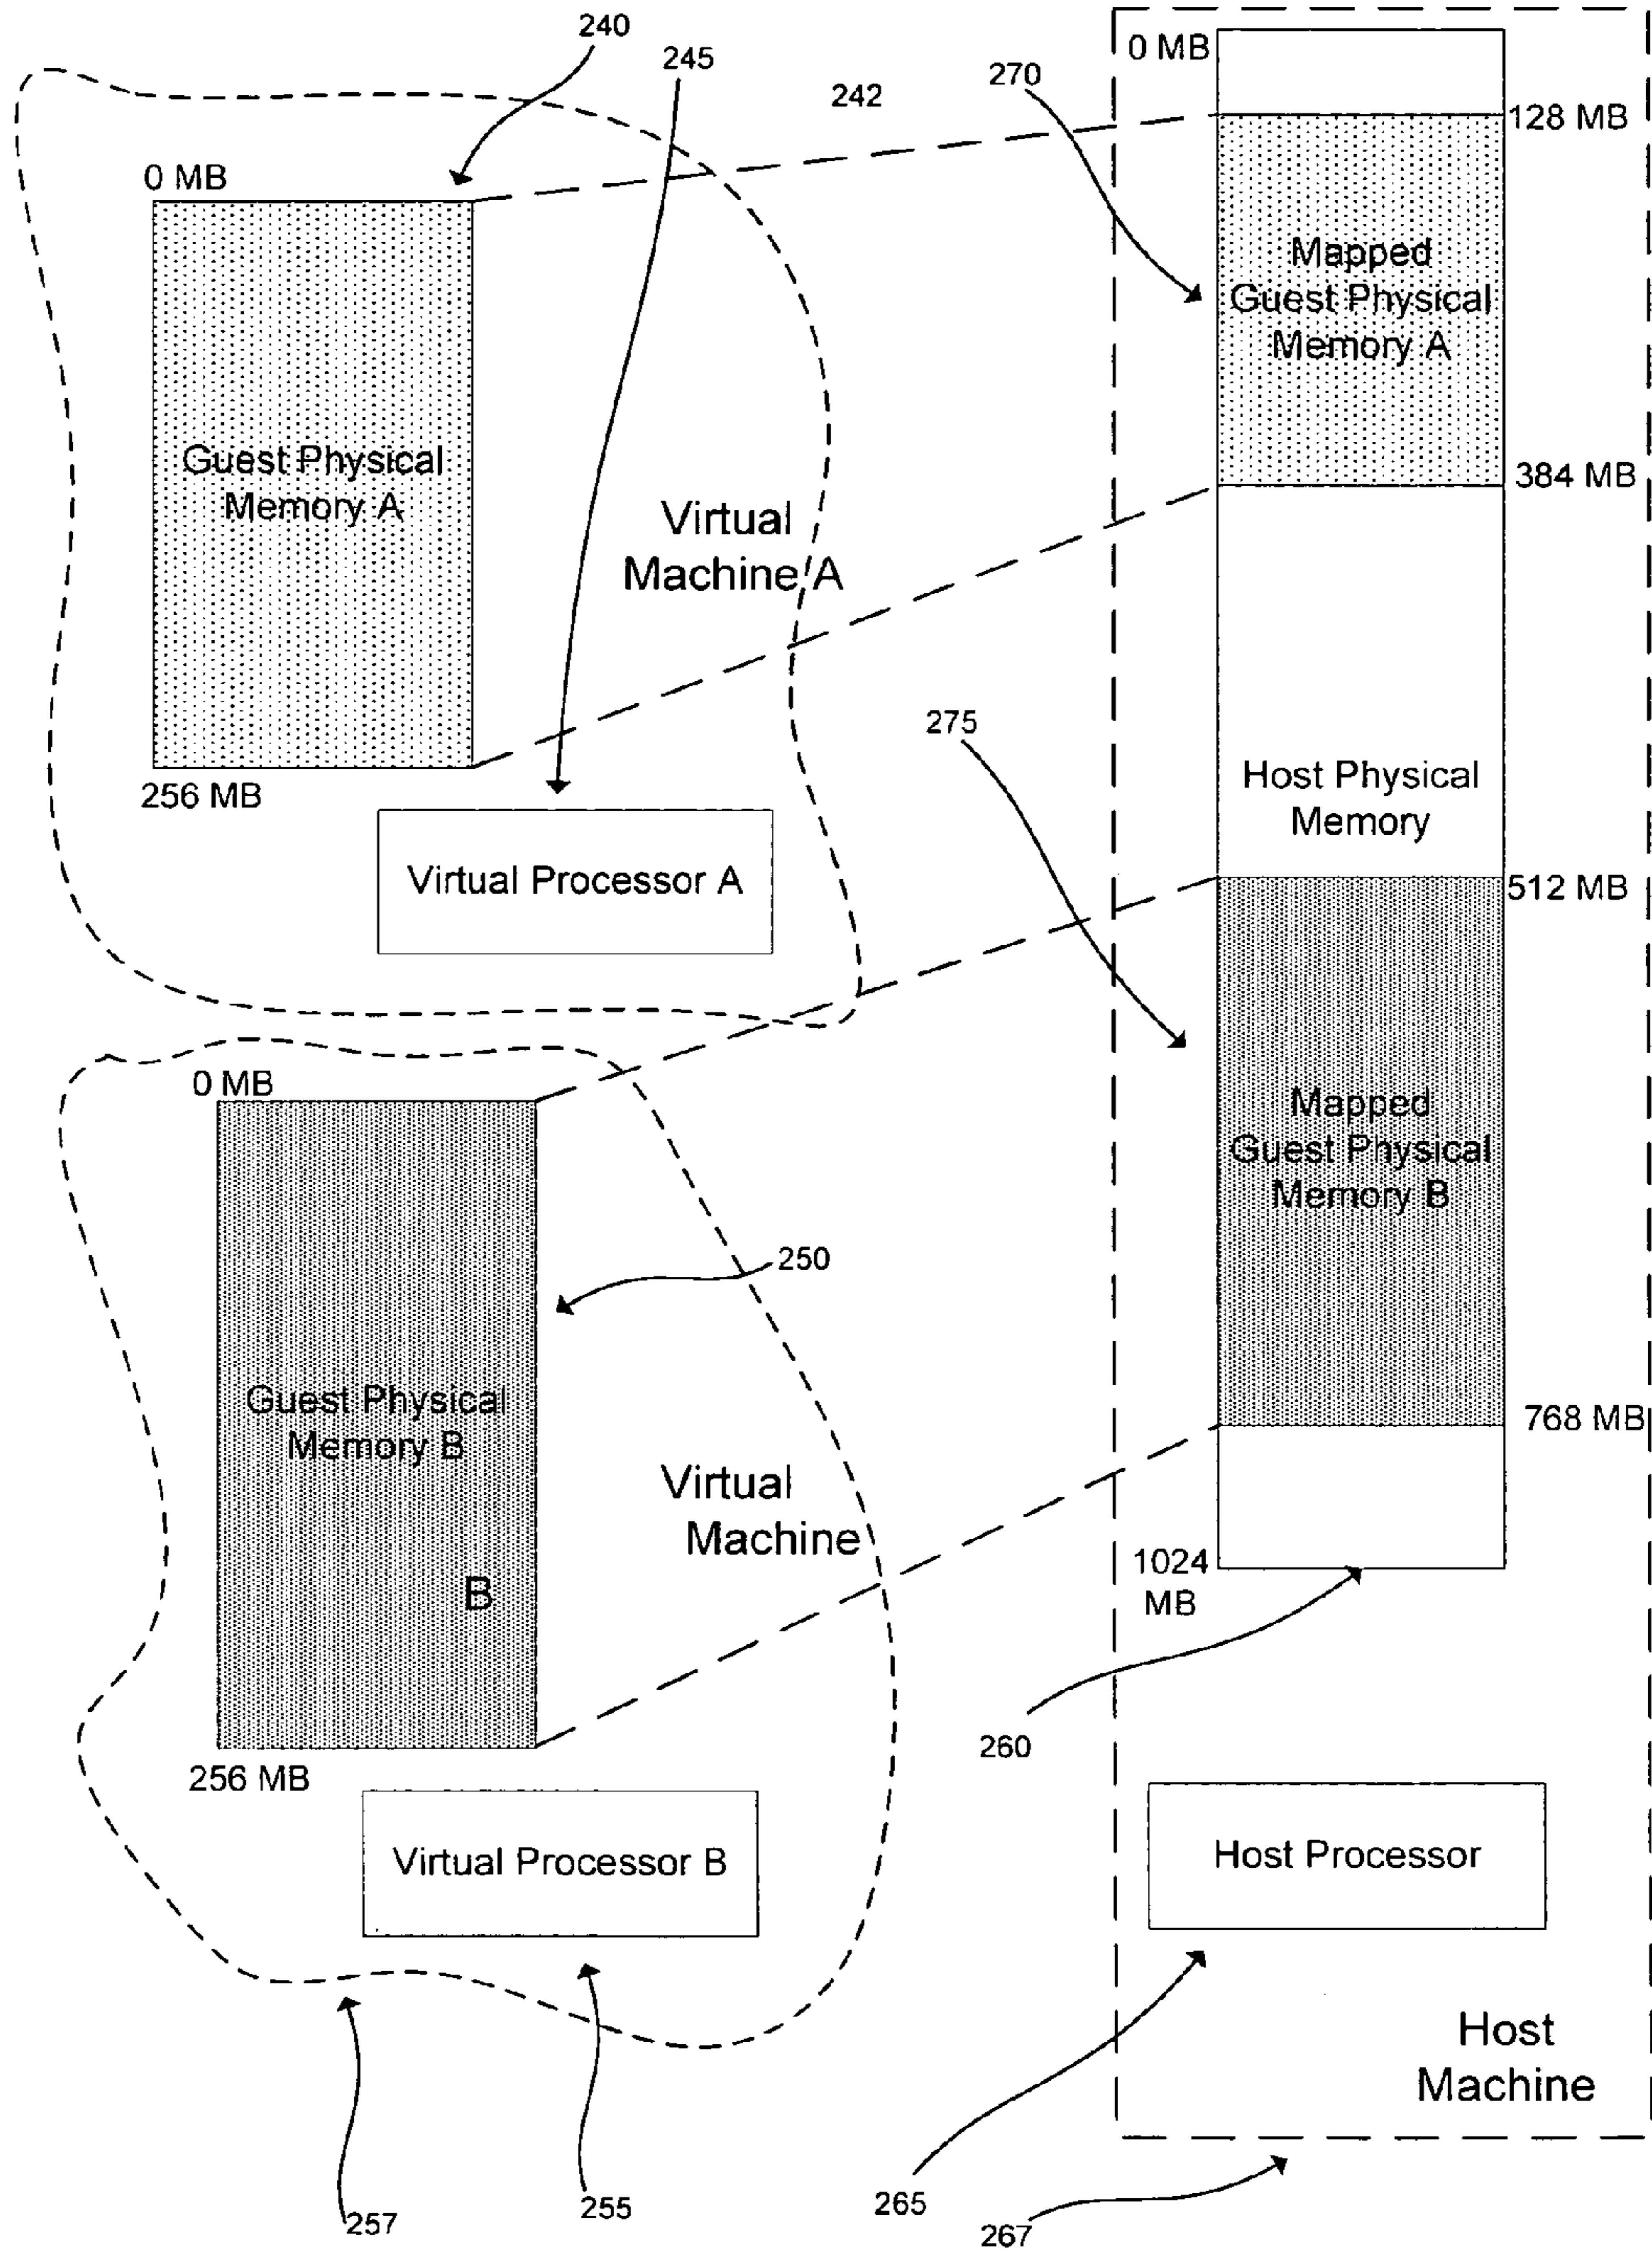 240
245
242
270
0 MB
128 MB
0 MB
Mapped
Guest Physical
Memory A
Guest Physical
Memory A
384 MB
Virtual
Machine A
275
256 MB
Host Physical
Memory
Virtual Processor A
512 MB
0 MB
Mapped
Guest Physical
Memory B
250
Guest Physical
Memory B
768 MB
Virtual
Machine
B
1024
MB
260
256 MB
Virtual Processor B
Host Processor
Host
Machine
257
255
265
267